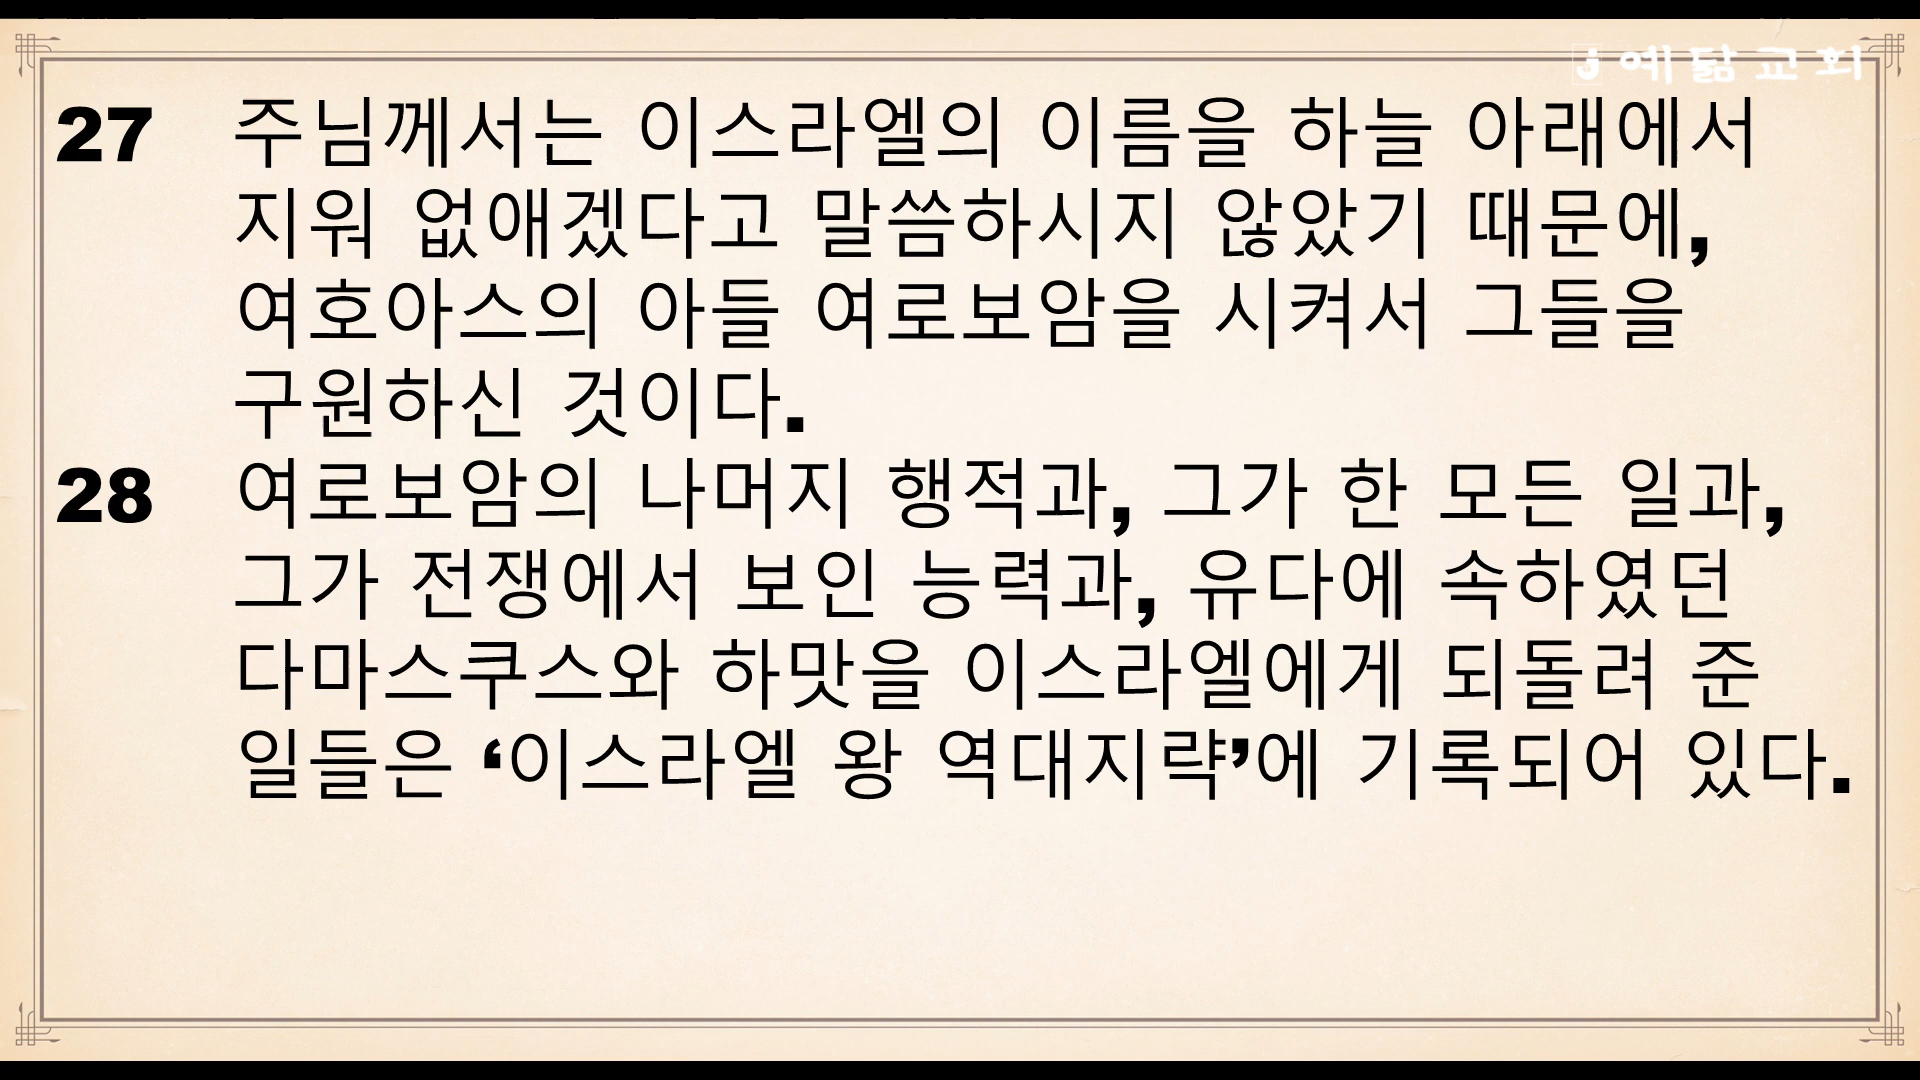 예닮교회
27 주님께서는 이스라엘의 이름을 하늘 아래에서
지워 없애겠다고 말씀하시지 않았기 때문에,
여호아스의 아들 여로보암을 시켜서 그들을
구원하신 것이다.
28 여로보암의 나머지 행적과, 그가 한 모든 일과,
그가 전쟁에서 보인 능력과, 유다에 속하였던
다마스쿠스와 하맛을 이스라엘에게 되돌려 준
일들은 ‘이스라엘 왕 역대지략’에 기록되어 있다.